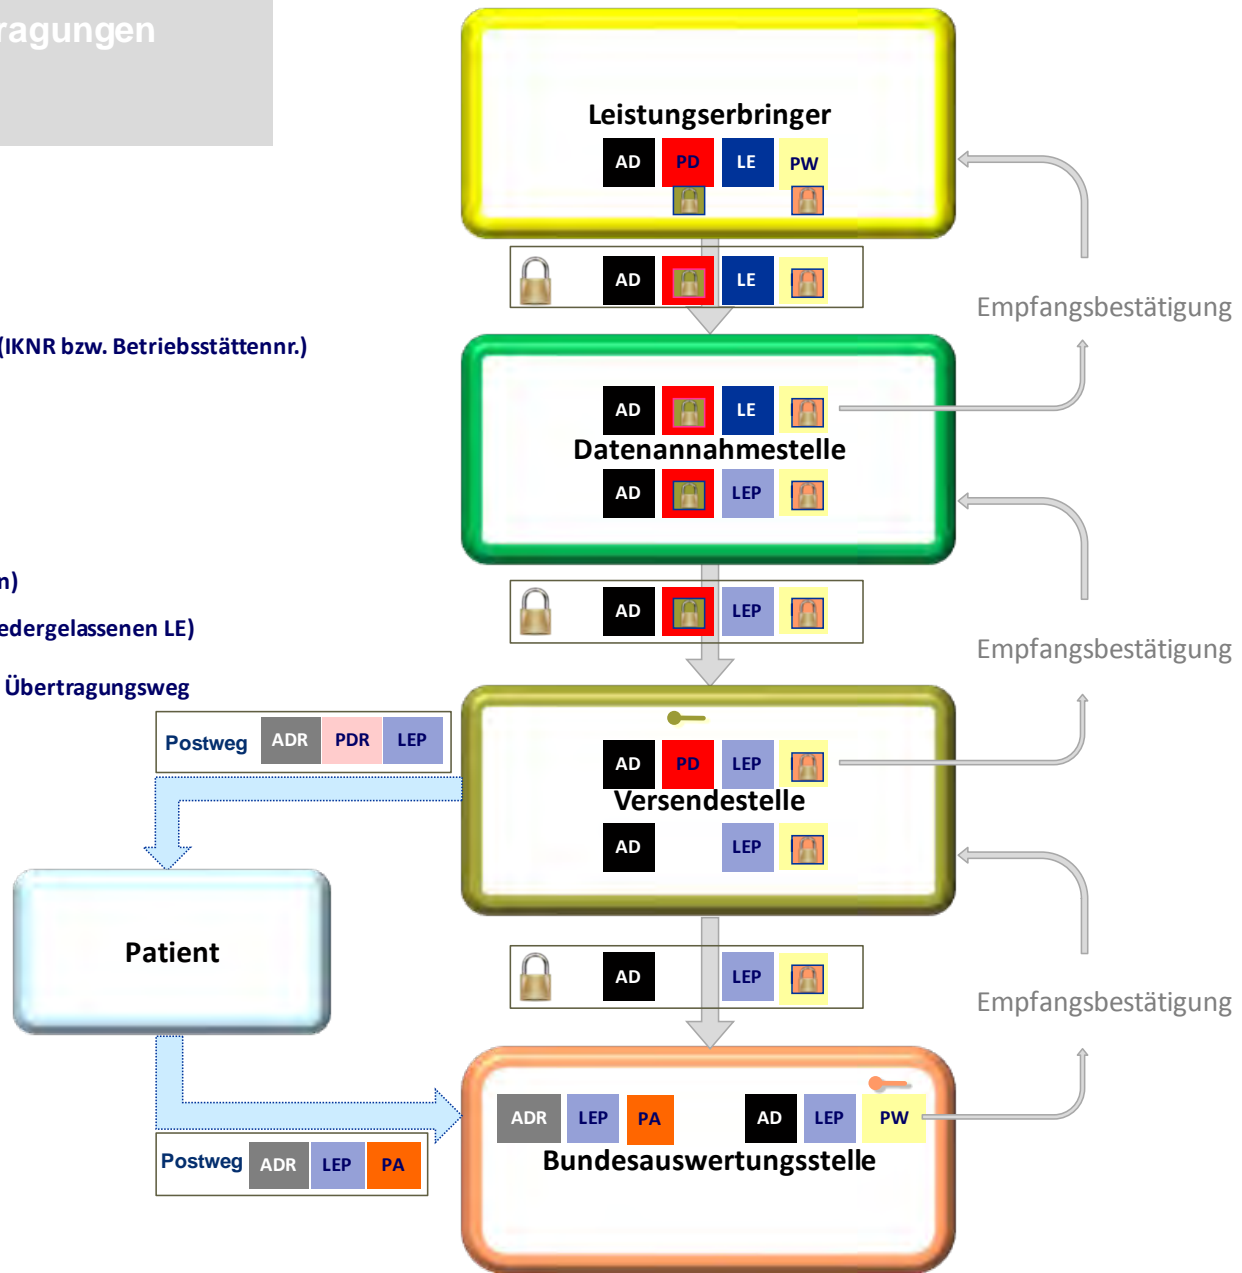 ragungen
Leistungserbringer
AD PD LE PW
AD LE
Empfangsbestätigung
(IKNR bzw. Betriebsstättennr.)
AD LE
Datenannahmestelle
AD LEP
n)
AD LEP
edergelassenen LE)
Empfangsbestätigung
Übertragungsweg
Postweg ADR PDR LEP
AD PD LEP
Versendestelle
AD LEP
Patient
AD LEP
Empfangsbestätigung
ADR LEP PA AD LEP PW
Bundesauswertungsstelle
Postweg ADR LEP PA